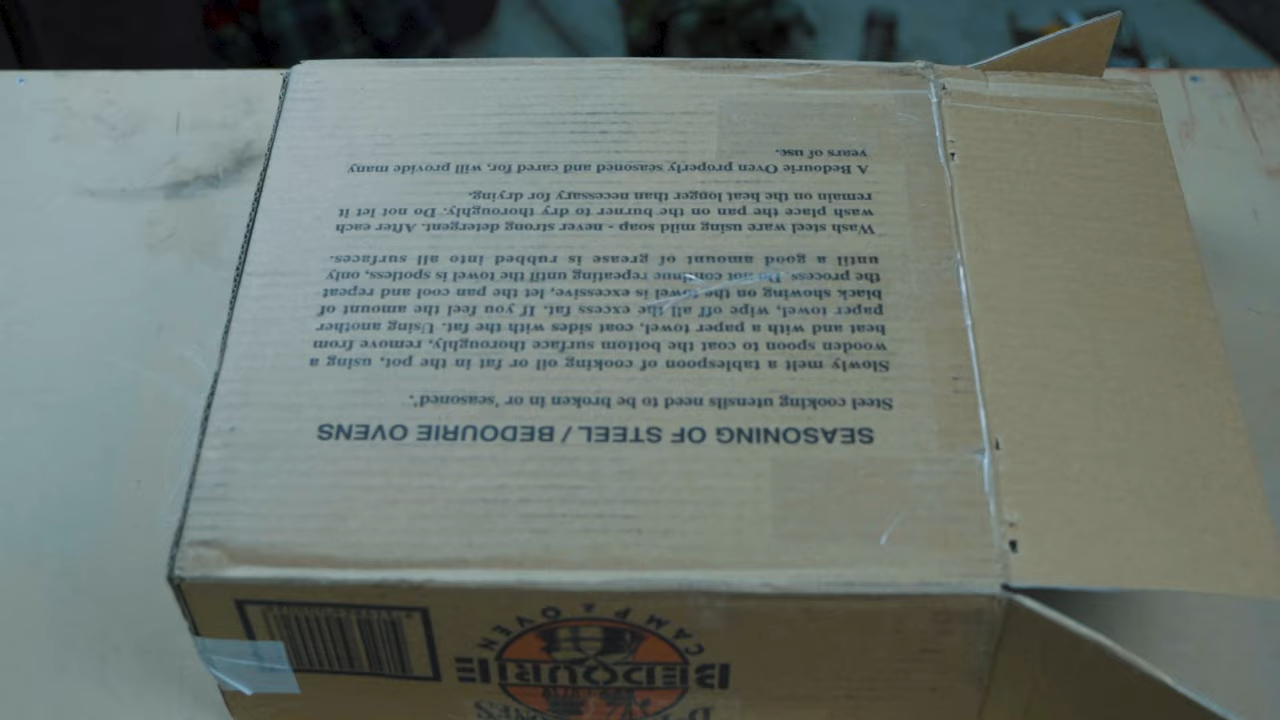 SEASONING OF STEEL / BEDOURIE OVENS
Steel cooking utensils need to be broken in or 'seasoned'.
Slowly melt a tablespoon of cooking oil or fat in the pot, using a
wooden spoon to coat the bottom surface thoroughly, remove from
heat and with a paper towel, coat sides with the fat. Using another
paper towel, wipe off all the excess fat. If you feel the amount of
black showing on the towel is excessive, let the pan cool and repeat
the process. Do not continue repeating until the towel is spotless, only
until a good amount of grease is rubbed into all surfaces.
Wash steel ware using mild soap - never strong detergent. After each
wash place the pan on the burner to dry thoroughly. Do not let it
remain on the heat longer than necessary for drying.
A Bedourie Oven properly seasoned and cared for, will provide many
years of use.
BEDOURIE
CAMP OVEN